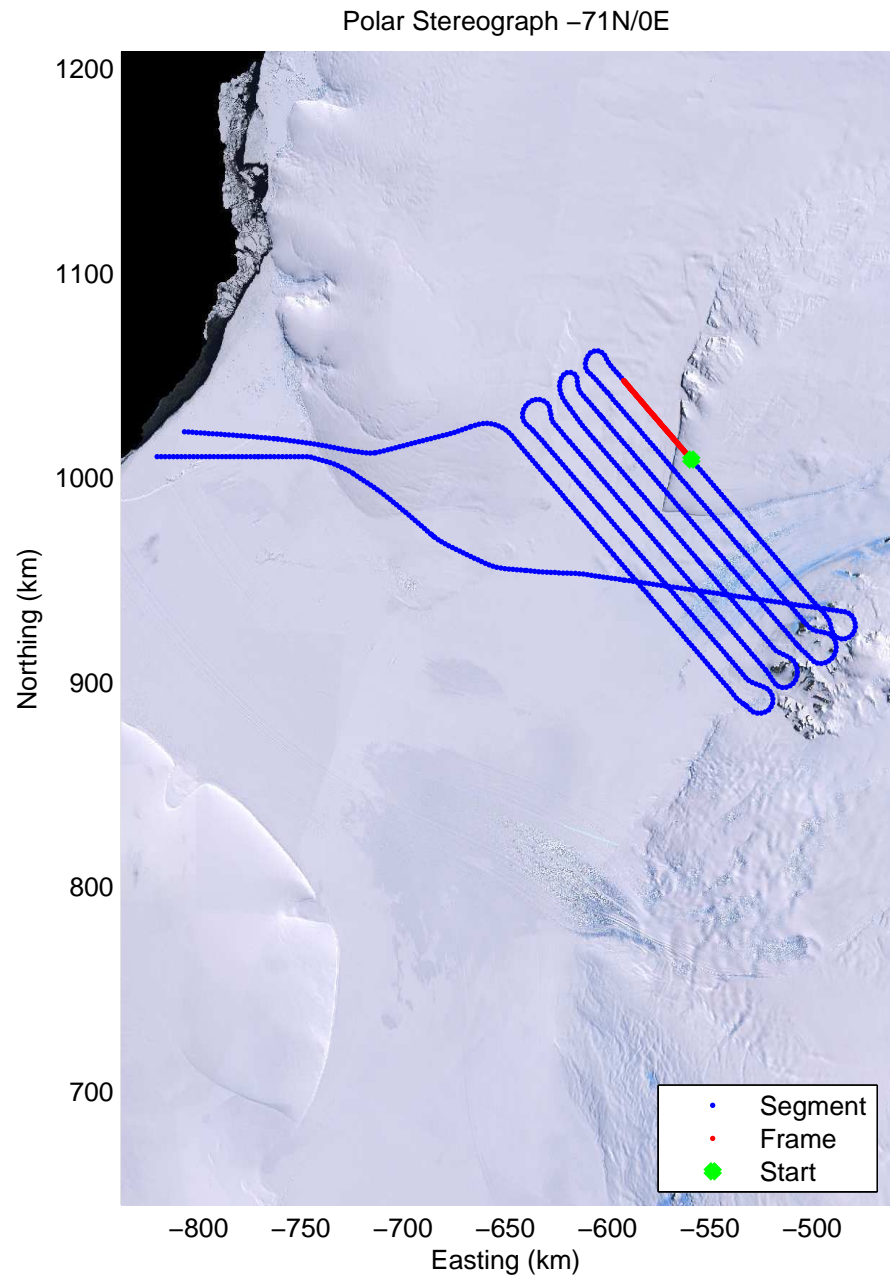 Polar Stereograph −71N/0E
1200
1100
1000
900
800
700
Northing (km)
−800
−750
−700
−650
−600
−550
−500
Easting (km)
Segment
Frame
Start